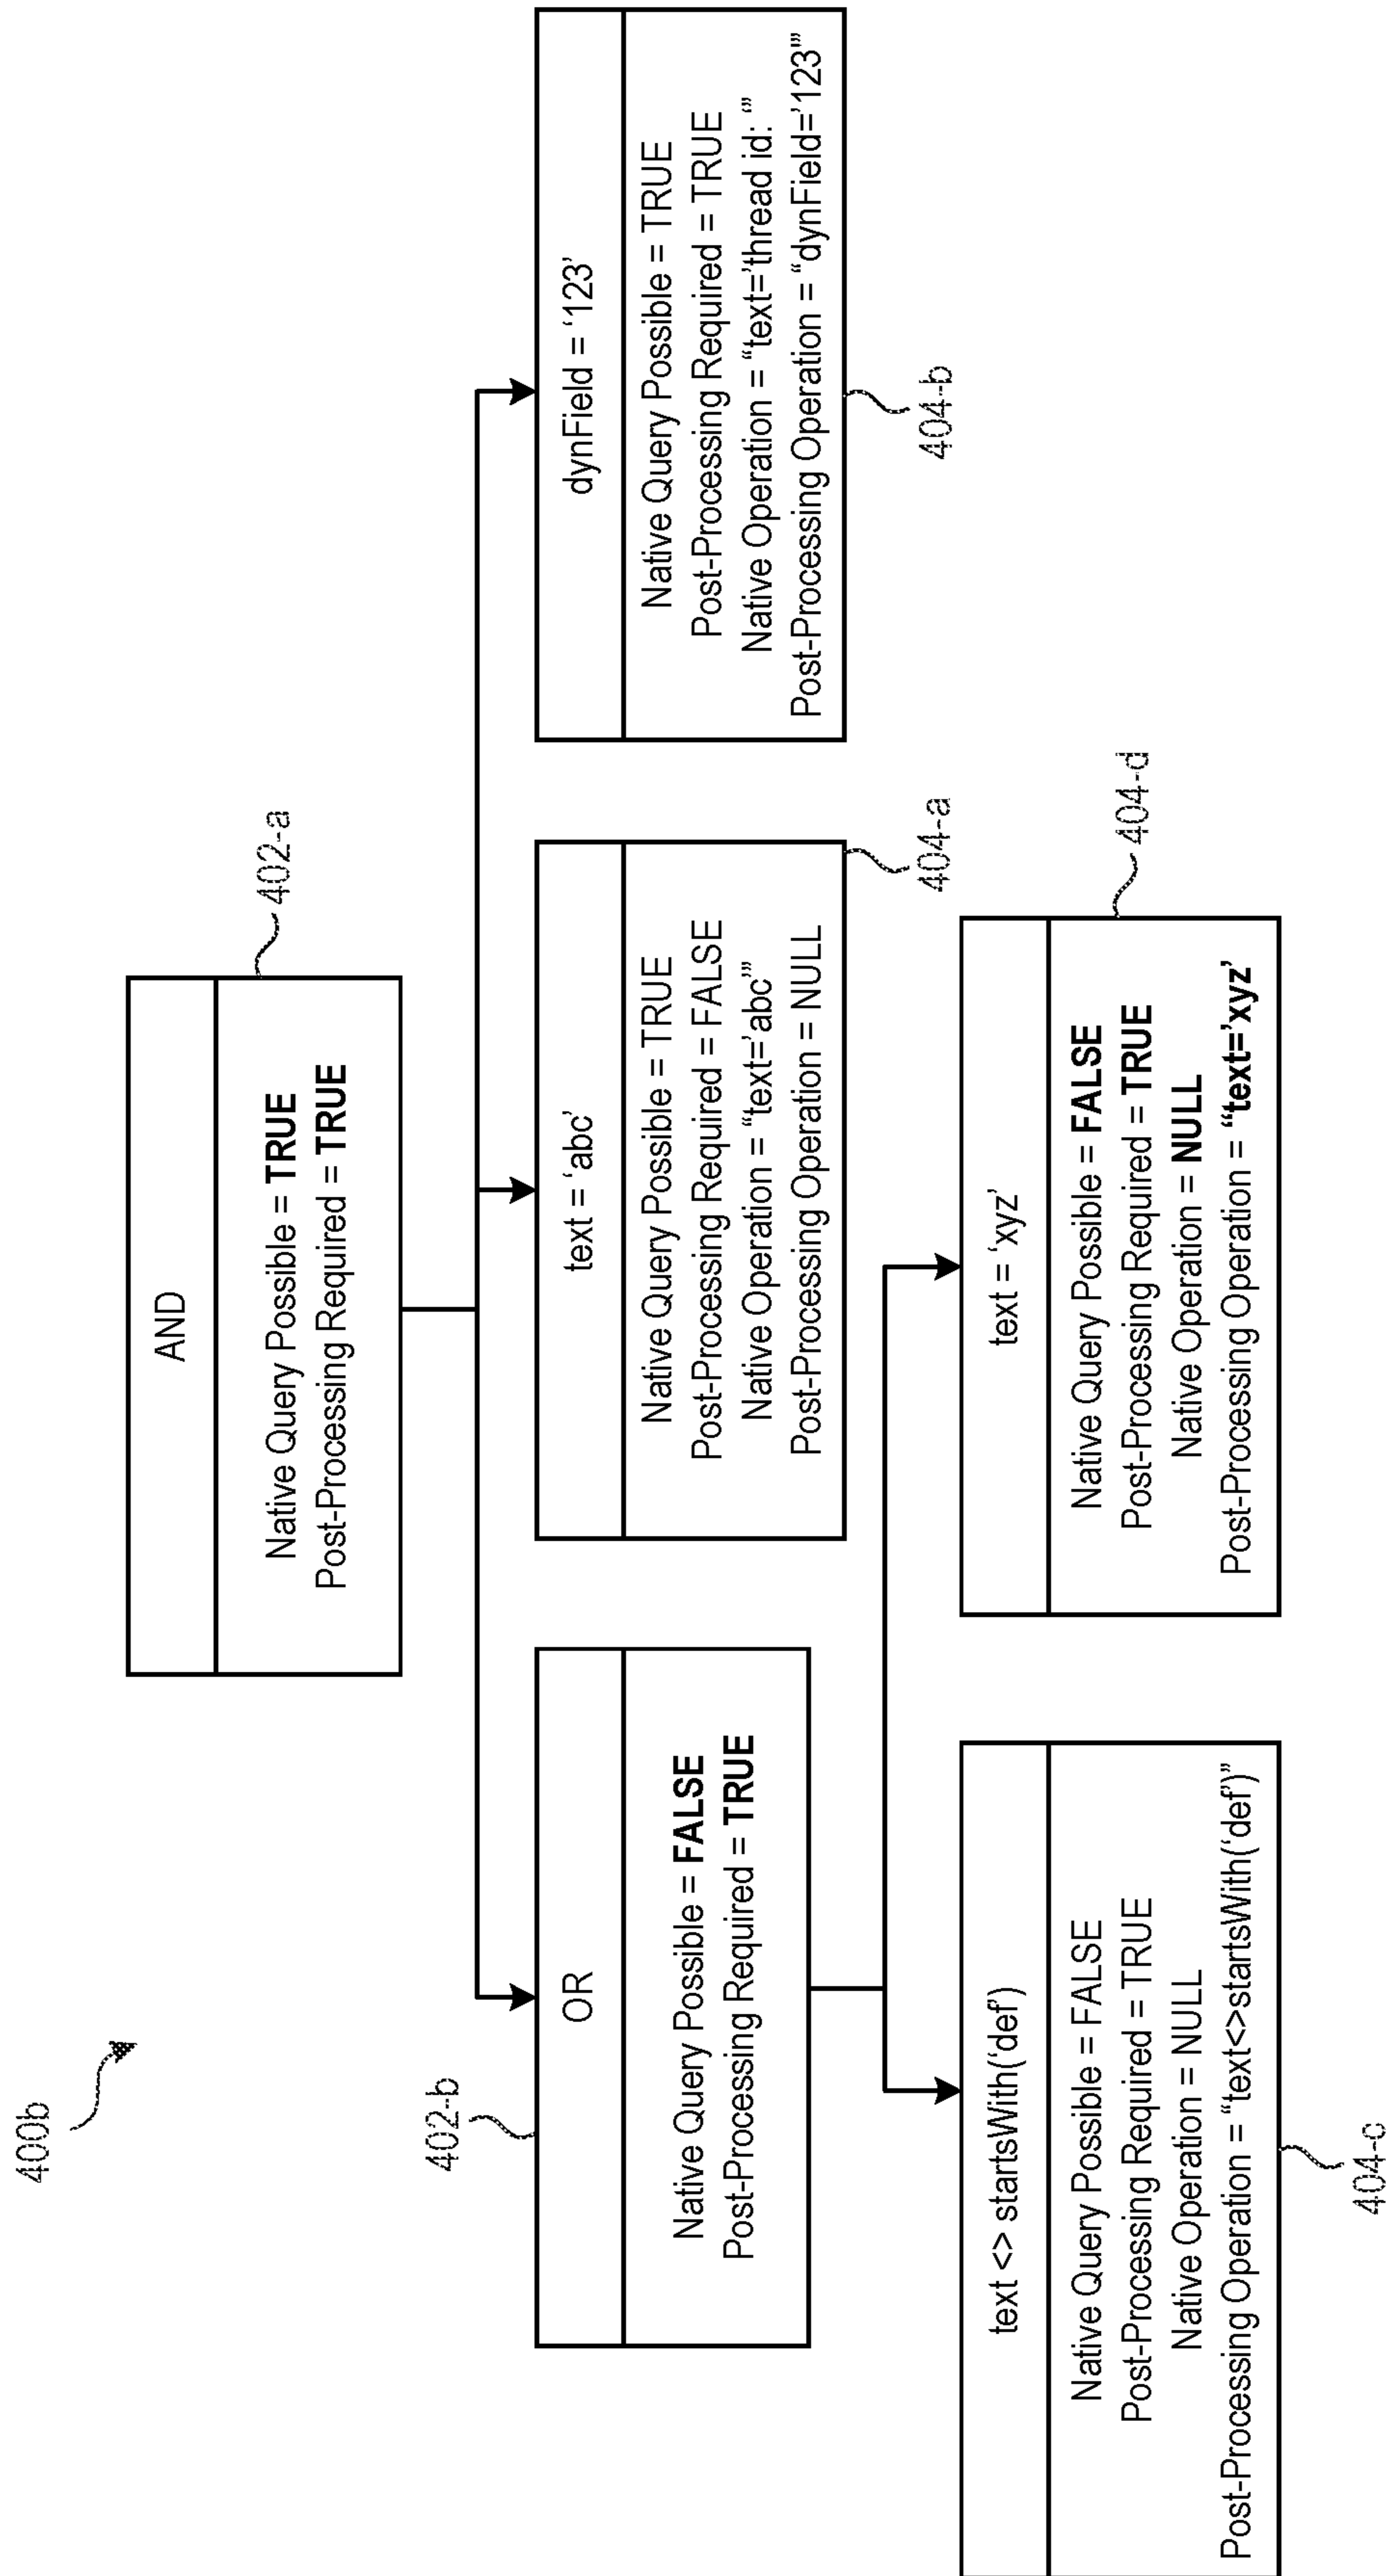 400b
AND
Native Query Possible = TRUE
Post-Processing Required = TRUE
402-a
402-b
OR
Native Query Possible = FALSE
Post-Processing Required = TRUE
text = ‘abc’
Native Query Possible = TRUE
Post-Processing Required = FALSE
Native Operation = “text=’abc’”
Post-Processing Operation = NULL
404-a
dynField = ‘123’
Native Query Possible = TRUE
Post-Processing Required = TRUE
Native Operation = “text=’thread id: ‘”
Post-Processing Operation = “dynField=’123’”
404-b
text <> startsWith(‘def’)
Native Query Possible = FALSE
Post-Processing Required = TRUE
Native Operation = NULL
Post-Processing Operation = “text<>startsWith(‘def’)”
404-c
text = ‘xyz’
Native Query Possible = FALSE
Post-Processing Required = TRUE
Native Operation = NULL
Post-Processing Operation = “text=’xyz’
404-d